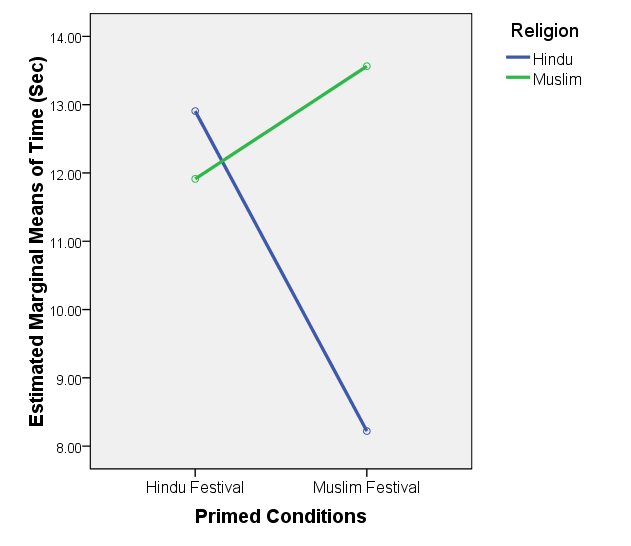 Religion
Hindu
Muslim
Estimated Marginal Means of Time (Sec)
14.00
13.00
12.00
11.00
10.00
9.00
8.00
Hindu Festival Muslim Festival
Primed Conditions